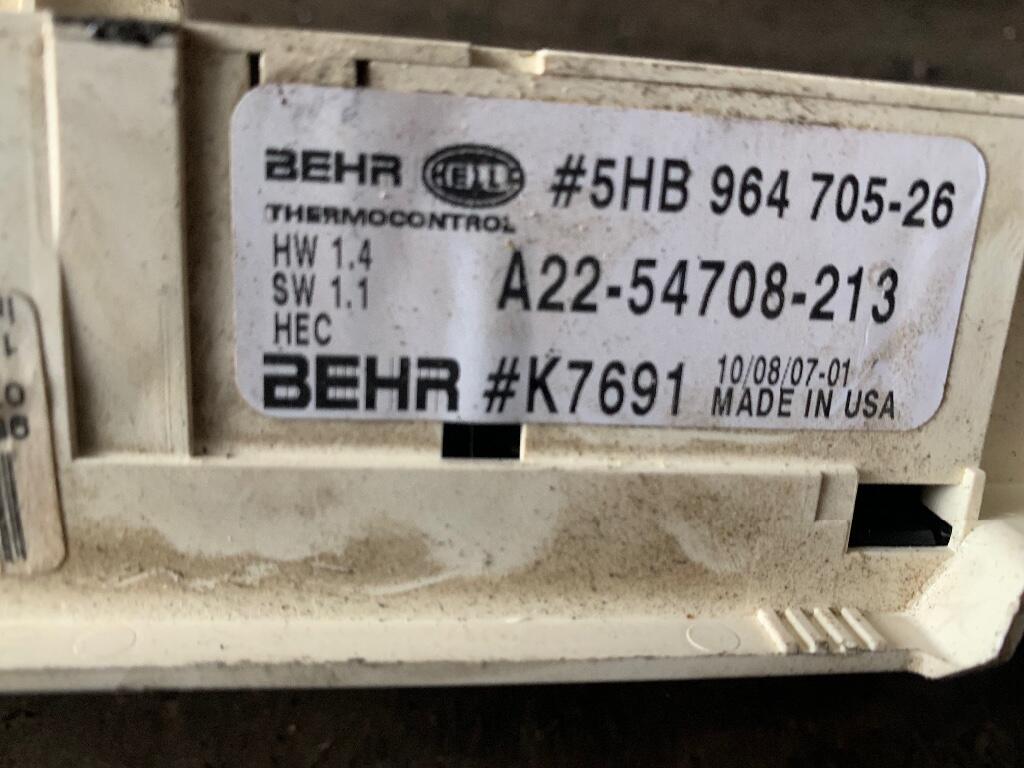 BEHR HELLA #5HB 964 705-26
THERMOCONTROL
HW 1.4
SW 1.1 A22-54708-213
HEC
BEHR #K7691 10/08/07-01
MADE IN USA